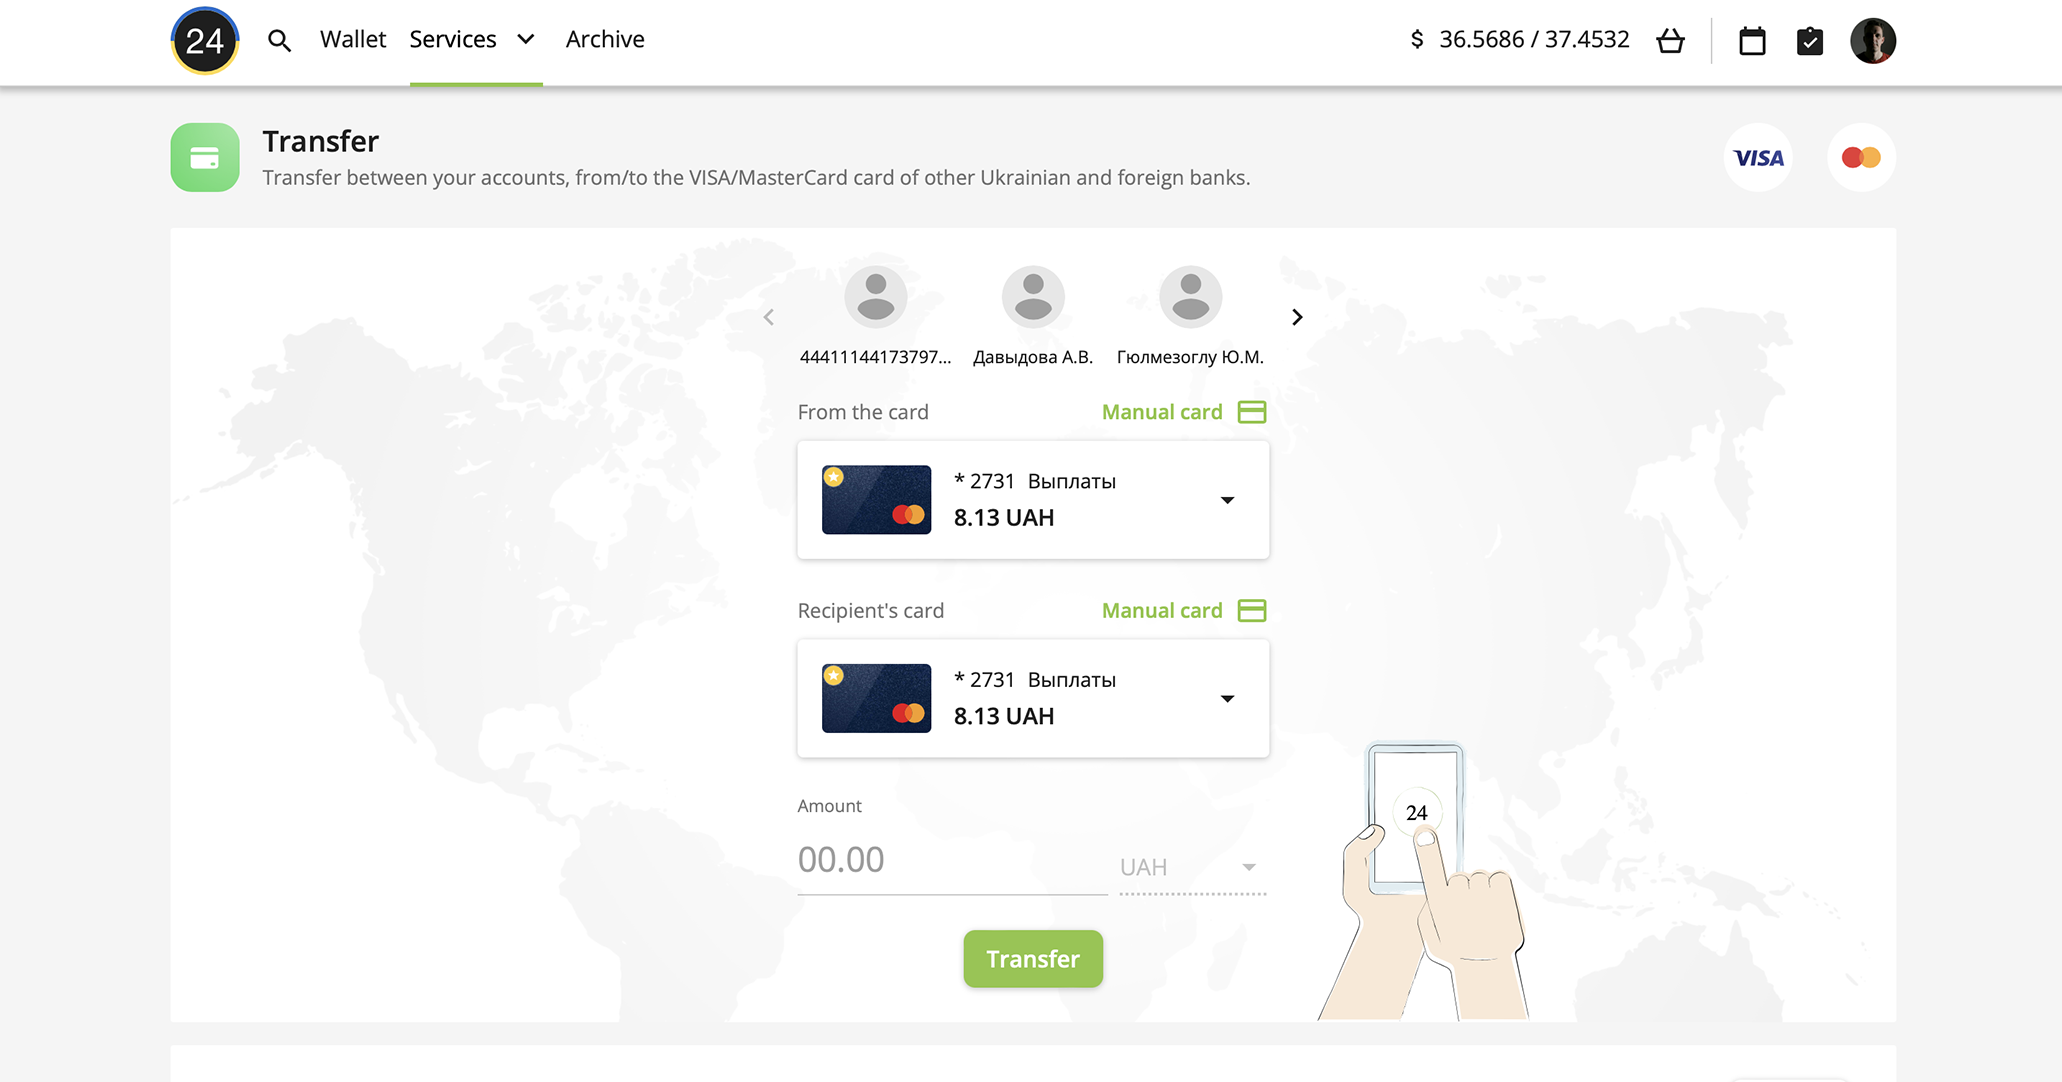 24 Wallet Services Archive $ 36.5686 / 37.4532
Transfer
Transfer between your accounts, from/to the VISA/MasterCard card of other Ukrainian and foreign banks.
VISA
44411144173797... Давыдова А.В. Гюлмезоглу Ю.М.
From the card Manual card
* 2731 Выплаты
8.13 UAH
Recipient's card Manual card
* 2731 Выплаты
8.13 UAH
Amount
24
00.00 UAH
Transfer